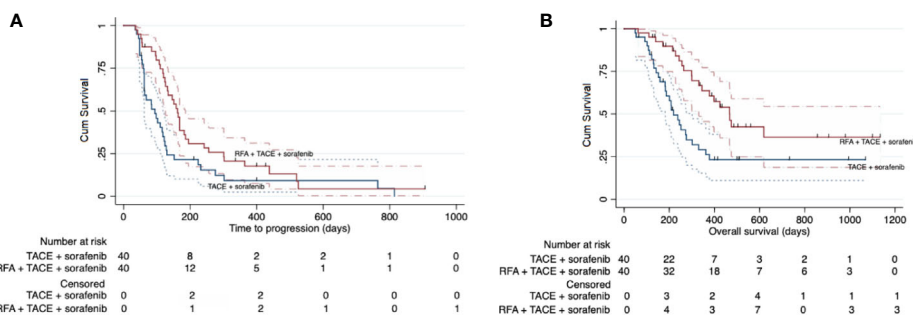 A
1
.75
.5
.25
0
Cum Survival
RFA + TACE + sorafenib
TACE + sorafenib
0 200 400 600 800 1000
Time to progression (days)
Number at risk
TACE + sorafenib 40 8 2 2 1 0
RFA + TACE + sorafenib 40 12 5 1 1 0
Censored
TACE + sorafenib 0 2 2 0 0 0
RFA + TACE + sorafenib 0 1 2 1 0 1
B
1
.75
.5
.25
0
Cum Survival
RFA + TACE + sorafenib
TACE + sorafenib
0 200 400 600 800 1000 1200
Overall survival (days)
Number at risk
TACE + sorafenib 40 22 7 3 2 1 0
RFA + TACE + sorafenib 40 32 18 7 6 3 0
Censored
TACE + sorafenib 0 3 2 4 1 1 1
RFA + TACE + sorafenib 0 4 3 7 0 3 3